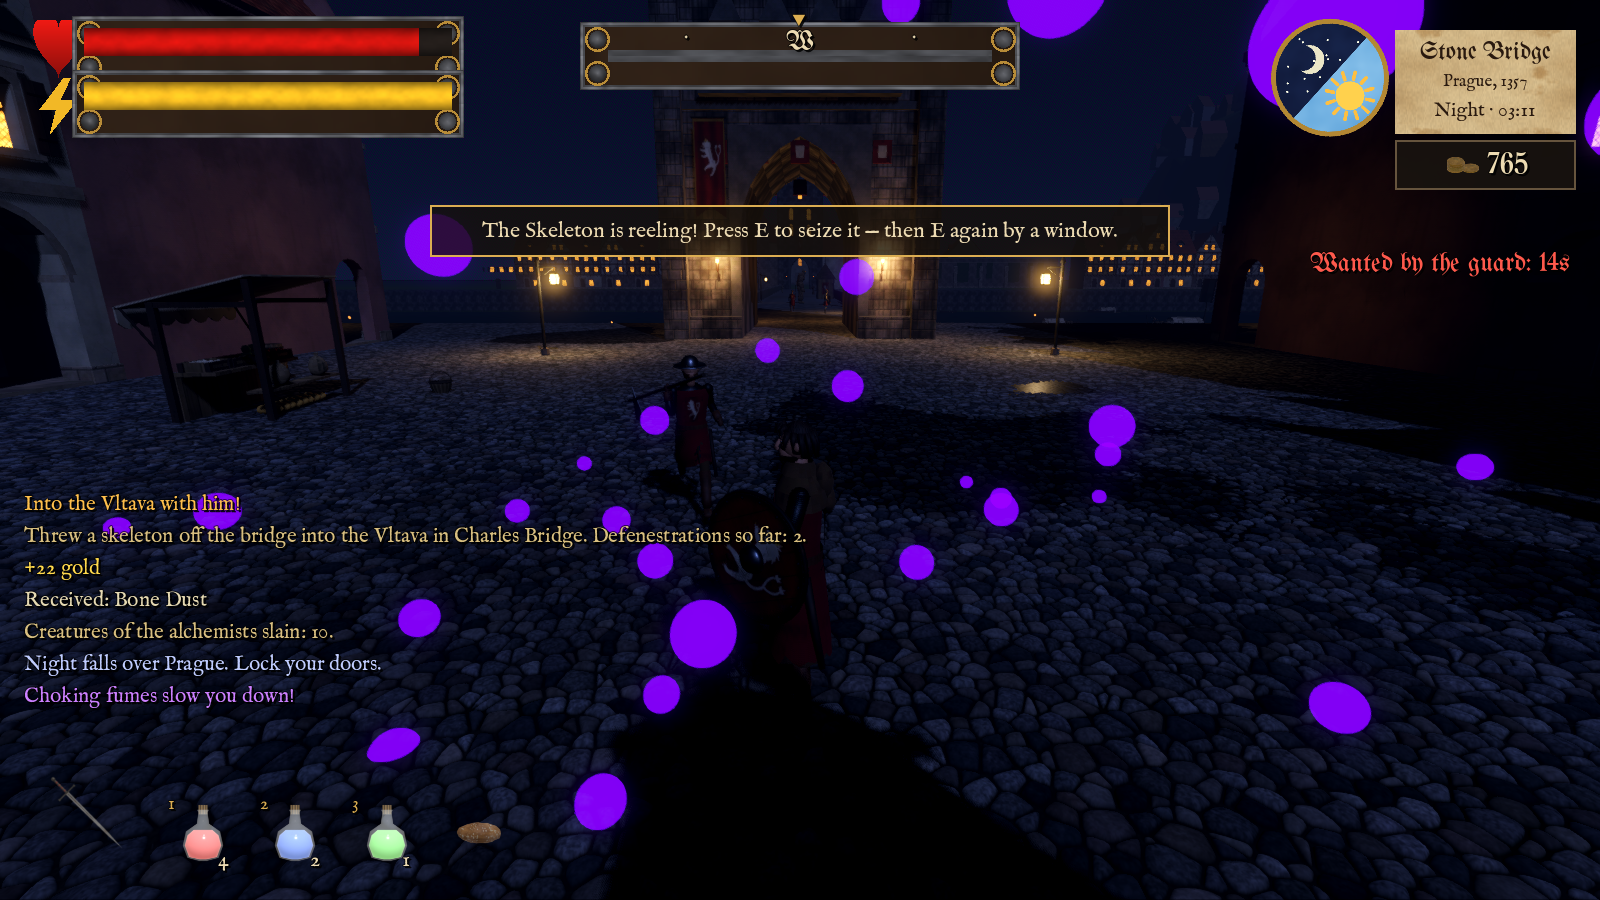 W
Stone Bridge
Prague, 1357
Night · 03:11
765
The Skeleton is reeling! Press E to seize it – then E again by a window.
Wanted by the guard: 14s
Into the Vltava with him!
Threw a skeleton off the bridge into the Vltava in Charles Bridge. Defenestrations so far: 2.
+22 gold
Received: Bone Dust
Creatures of the alchemists slain: 10.
Night falls over Prague. Lock your doors.
Choking fumes slow you down!
1 2 3
4 2 1